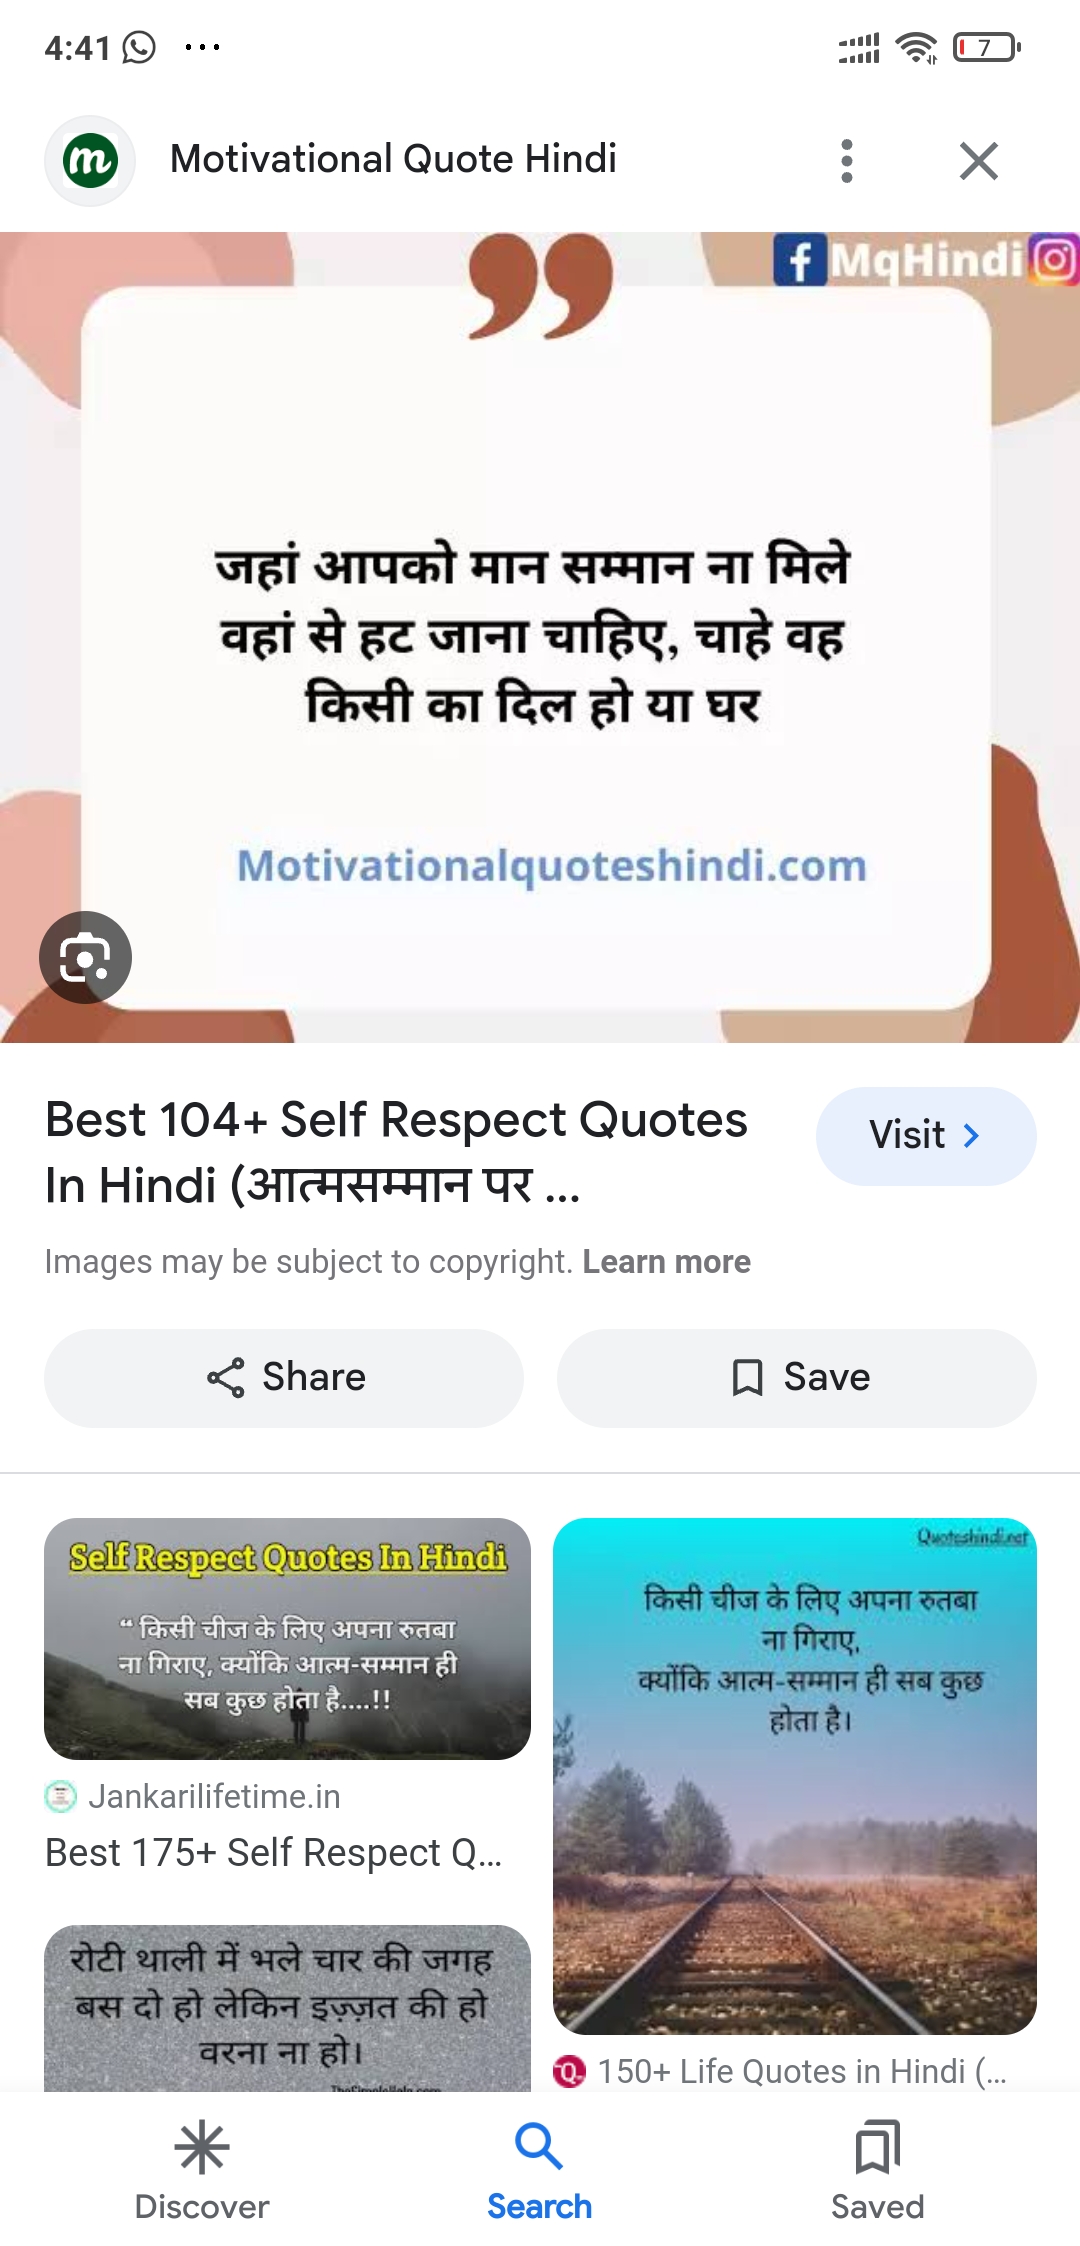 4:41
7
m
Motivational Quote Hindi
f MqHindi
जहां आपको मान सम्मान ना मिले
वहां से हट जाना चाहिए, चाहे वह
किसी का दिल हो या घर
Motivationalquoteshindi.com
Best 104+ Self Respect Quotes
In Hindi (आत्मसम्मान पर ...
Visit
Images may be subject to copyright. Learn more
Share
Save
Self Respect Quotes In Hindi
“ किसी चीज के लिए अपना रुतबा
ना गिराए, क्योंकि आत्म-सम्मान ही
सब कुछ होता है....!!
Jankarilifetime.in
Best 175+ Self Respect Q...
रोटी थाली में भले चार की जगह
बस दो हो लेकिन इज़्ज़त की हो
वरना ना हो।
Quoteshindi.net
किसी चीज के लिए अपना रुतबा
ना गिराए,
क्योंकि आत्म-सम्मान ही सब कुछ
होता है।
Q
150+ Life Quotes in Hindi (...
Discover
Search
Saved